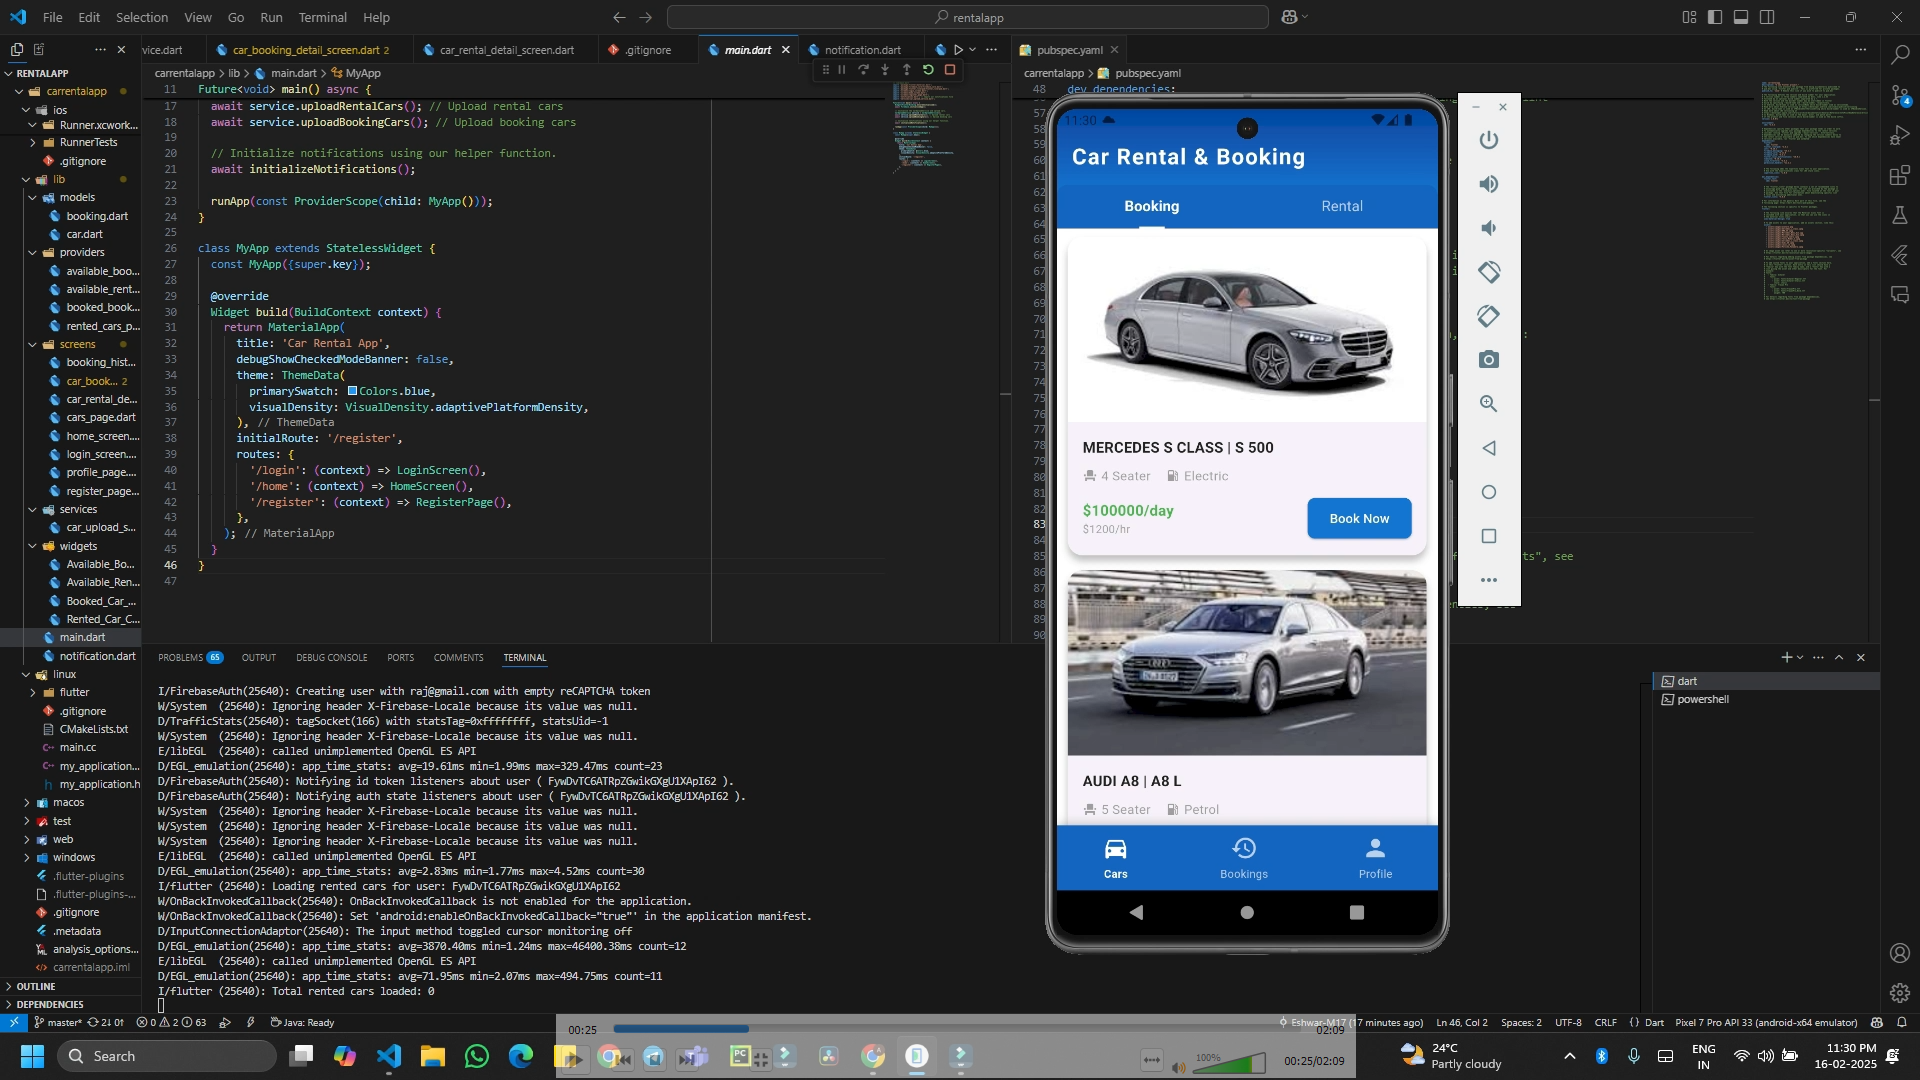 File Edit Selection View Go Run Terminal Help
rentalapp
RENTALAPP
carrentalapp
ios
Runner.xcwork...
RunnerTests
.gitignore
lib
models
booking.dart
car.dart
providers
available_boo...
available_rent...
booked_book...
rented_cars_p...
screens
booking_hist...
car_book... 2
car_rental_de...
cars_page.dart
home_screen....
login_screen....
profile_page....
register_page...
services
car_upload_s...
widgets
Available_Bo...
Available_Ren...
Booked_Car_...
Rented_Car_C...
main.dart
notification.dart
linux
flutter
.gitignore
CMakeLists.txt
main.cc
my_application...
my_application.h
macos
test
web
windows
.flutter-plugins
.flutter-plugins-...
.gitignore
.metadata
analysis_options...
carrentalapp.iml
OUTLINE
DEPENDENCIES
vice.dart car_booking_detail_screen.dart 2 car_rental_detail_screen.dart .gitignore main.dart notification.dart
carrentalapp > lib > main.dart > MyApp
11 Future<void> main() async {
17 await service.uploadRentalCars(); // Upload rental cars
18 await service.uploadBookingCars(); // Upload booking cars
19
20 // Initialize notifications using our helper function.
21 await initializeNotifications();
22
23 runApp(const ProviderScope(child: MyApp()));
24 }
25
26 class MyApp extends StatelessWidget {
27 const MyApp({super.key});
28
29 @override
30 Widget build(BuildContext context) {
31 return MaterialApp(
32 title: 'Car Rental App',
33 debugShowCheckedModeBanner: false,
34 theme: ThemeData(
35 primarySwatch: Colors.blue,
36 visualDensity: VisualDensity.adaptivePlatformDensity,
37 ), // ThemeData
38 initialRoute: '/register',
39 routes: {
40 '/login': (context) => LoginScreen(),
41 '/home': (context) => HomeScreen(),
42 '/register': (context) => RegisterPage(),
43 },
44 ); // MaterialApp
45 }
46 }
47
pubspec.yaml
carrentalapp > pubspec.yaml
48 dev_dependencies:
ts", see
11:30
Car Rental & Booking
Booking Rental
MERCEDES S CLASS | S 500
4 Seater Electric
$100000/day
$1200/hr
Book Now
AUDI A8 | A8 L
5 Seater Petrol
Cars Bookings Profile
PROBLEMS 65 OUTPUT DEBUG CONSOLE PORTS COMMENTS TERMINAL
I/FirebaseAuth(25640): Creating user with raj@gmail.com with empty reCAPTCHA token
W/System (25640): Ignoring header X-Firebase-Locale because its value was null.
D/TrafficStats(25640): tagSocket(166) with statsTag=0xffffffff, statsUid=-1
W/System (25640): Ignoring header X-Firebase-Locale because its value was null.
E/libEGL (25640): called unimplemented OpenGL ES API
D/EGL_emulation(25640): app_time_stats: avg=19.61ms min=1.99ms max=329.47ms count=23
D/FirebaseAuth(25640): Notifying id token listeners about user ( FywDvTC6ATRpZGwikGXgU1XApI62 ).
D/FirebaseAuth(25640): Notifying auth state listeners about user ( FywDvTC6ATRpZGwikGXgU1XApI62 ).
W/System (25640): Ignoring header X-Firebase-Locale because its value was null.
W/System (25640): Ignoring header X-Firebase-Locale because its value was null.
W/System (25640): Ignoring header X-Firebase-Locale because its value was null.
E/libEGL (25640): called unimplemented OpenGL ES API
D/EGL_emulation(25640): app_time_stats: avg=2.83ms min=1.77ms max=4.52ms count=30
I/flutter (25640): Loading rented cars for user: FywDvTC6ATRpZGwikGXgU1XApI62
W/OnBackInvokedCallback(25640): OnBackInvokedCallback is not enabled for the application.
W/OnBackInvokedCallback(25640): Set 'android:enableOnBackInvokedCallback="true"' in the application manifest.
D/InputConnectionAdaptor(25640): The input method toggled cursor monitoring off
D/EGL_emulation(25640): app_time_stats: avg=3870.40ms min=1.24ms max=46400.38ms count=12
E/libEGL (25640): called unimplemented OpenGL ES API
D/EGL_emulation(25640): app_time_stats: avg=71.95ms min=2.07ms max=494.75ms count=11
I/flutter (25640): Total rented cars loaded: 0
dart
powershell
master* 2↓ 0↑ 0 2 63 Java: Ready
Eshwar-M17 (17 minutes ago) Ln 46, Col 2 Spaces: 2 UTF-8 CRLF {} Dart Pixel 7 Pro API 33 (android-x64 emulator)
00:25 02:09
100% 00:25/02:09
Search
24°C
Partly cloudy
ENG
IN
11:30 PM
16-02-2025